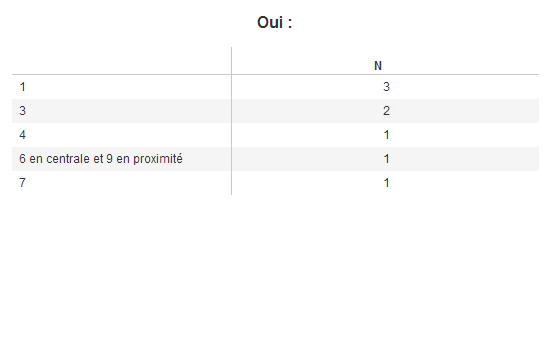 Oui :
N
1 3
3 2
4 1
6 en centrale et 9 en proximité 1
7 1